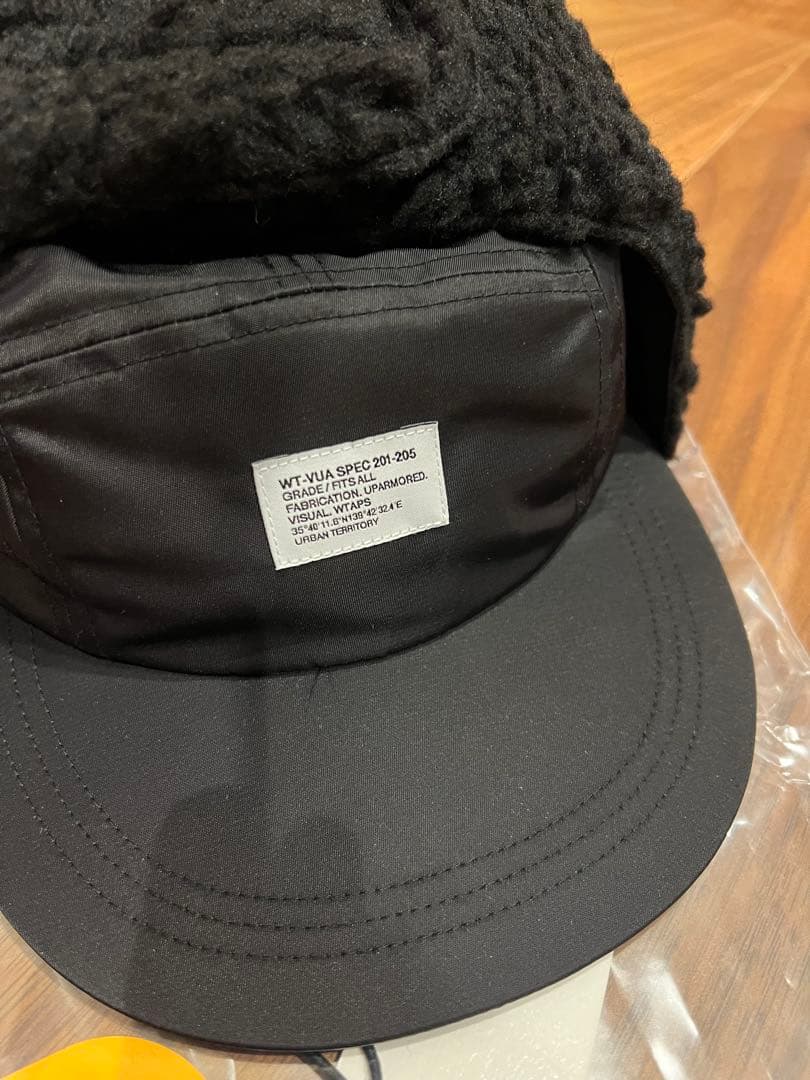 WT-VUA SPEC 201-205
GRADE / FITS ALL
FABRICATION. UPARMORED.
VISUAL. WTAPS
35°40'11.8"N139°42'32.4"E
URBAN TERRITORY